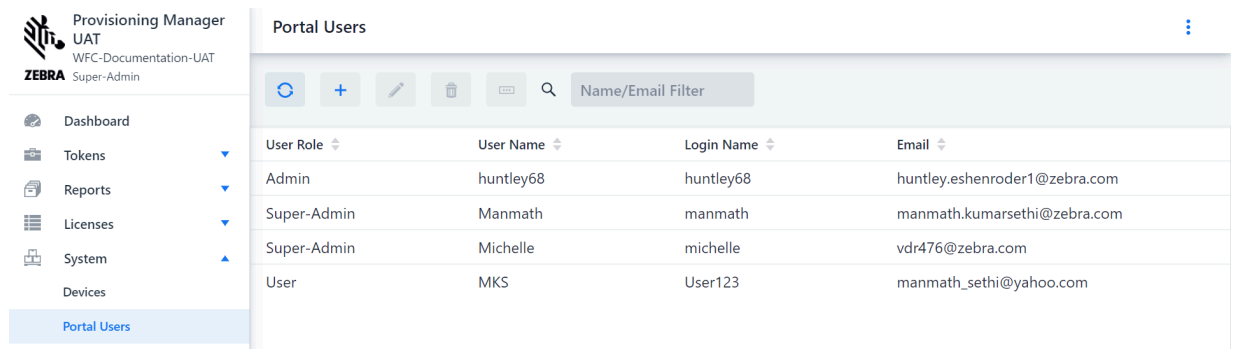 Provisioning Manager
UAT
WFC-Documentation-UAT
ZEBRA Super-Admin
Portal Users
Name/Email Filter
Dashboard
Tokens
Reports
Licenses
System
Devices
Portal Users
User Role User Name Login Name Email
Admin huntley68 huntley68 huntley.eshenroder1@zebra.com
Super-Admin Manmath manmath manmath.kumarsethi@zebra.com
Super-Admin Michelle michelle vdr476@zebra.com
User MKS User123 manmath_sethi@yahoo.com